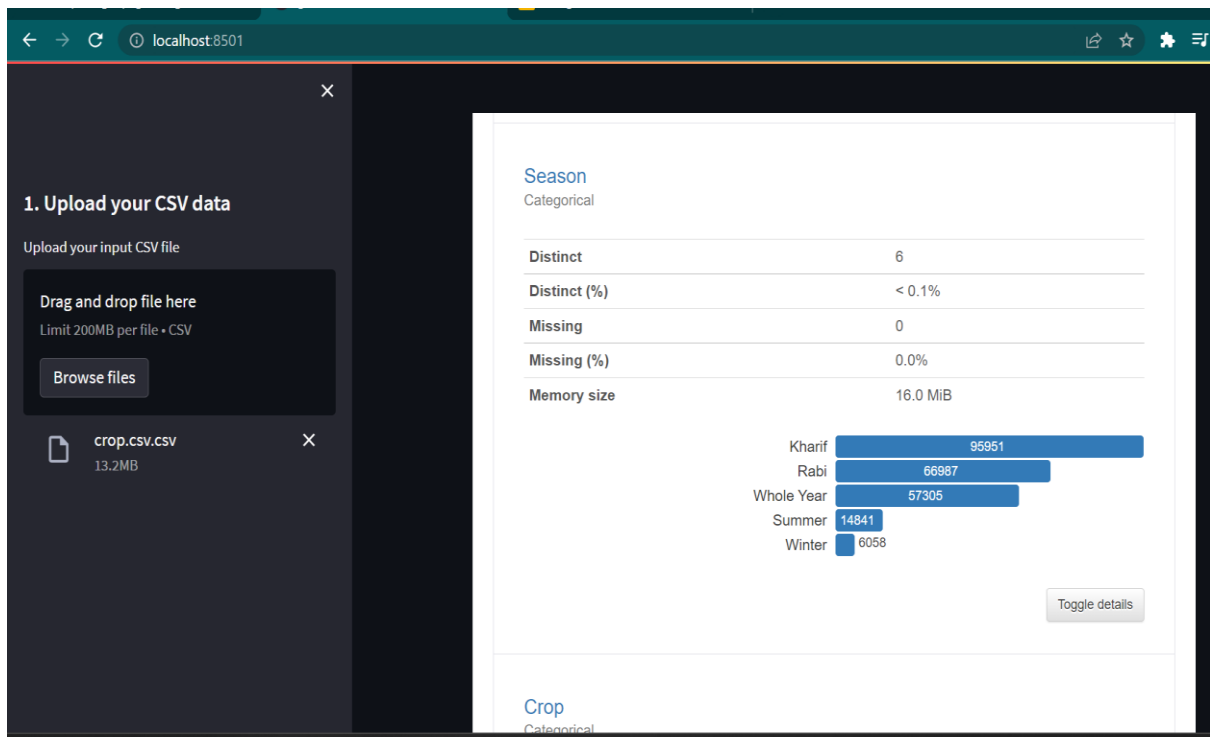 localhost:8501
1. Upload your CSV data
Upload your input CSV file
Drag and drop file here
Limit 200MB per file • CSV
Browse files
crop.csv.csv
13.2MB
Season
Categorical
Distinct 6
Distinct (%) < 0.1%
Missing 0
Missing (%) 0.0%
Memory size 16.0 MiB
Kharif 95951
Rabi 66987
Whole Year 57305
Summer 14841
Winter 6058
Toggle details
Crop
Categorical